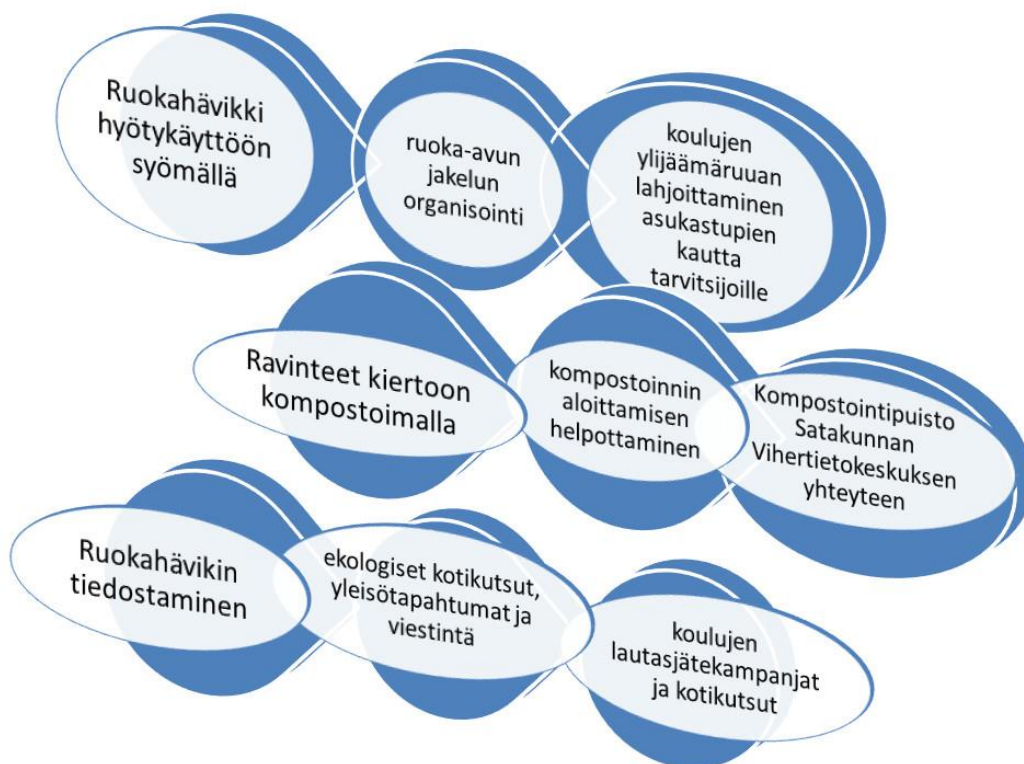 Ruokahävikki
hyötykäyttöön
syömällä
ruoka-avun
jakelun
organisointi
koulujen
ylijäämäruuan
lahjoittaminen
asukastupien
kautta
tarvitsijoille
Ravinteet kiertoon
kompostoimalla
kompostoinnin
aloittamisen
helpottaminen
Kompostointipuisto
Satakunnan
Vihertietokeskuksen
yhteyteen
Ruokahävikin
tiedostaminen
ekologiset kotikutsut,
yleisötapahtumat ja
viestintä
koulujen
lautasjätekampanjat
ja kotikutsut